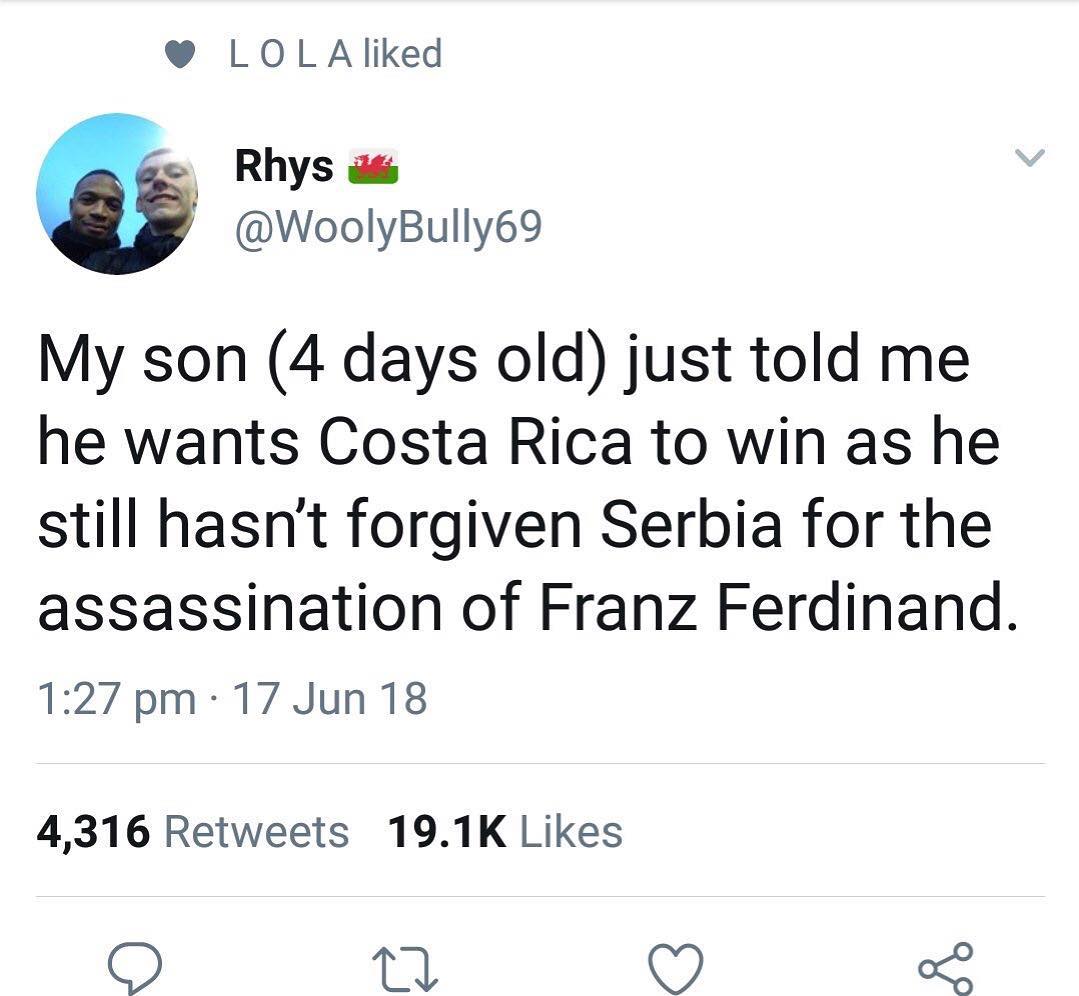 L O L A liked
Rhys
@WoolyBully69
My son (4 days old) just told me
he wants Costa Rica to win as he
still hasn't forgiven Serbia for the
assassination of Franz Ferdinand.
1:27 pm · 17 Jun 18
4,316 Retweets 19.1K Likes